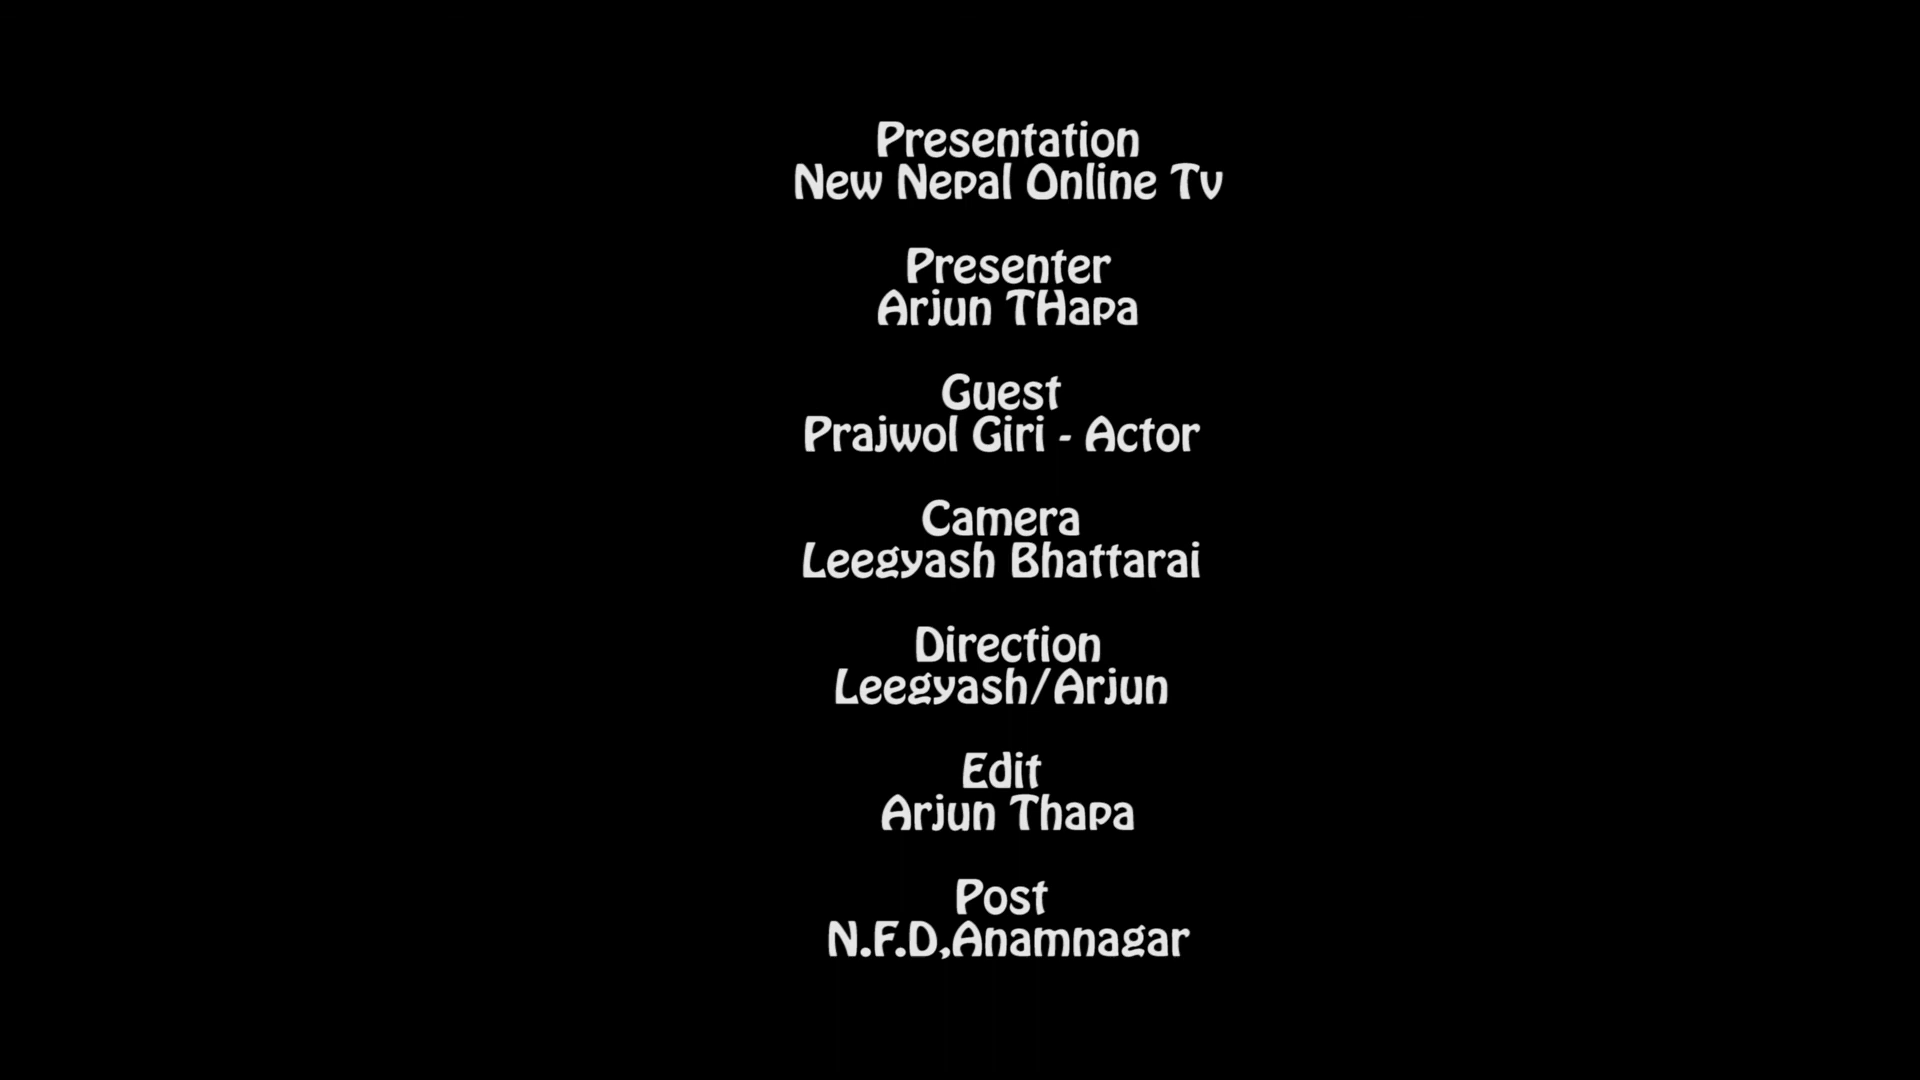 Presentation
New Nepal Online Tv
Presenter
Arjun THapa
Guest
Prajwol Giri - Actor
Camera
Leegyash Bhattarai
Direction
Leegyash/Arjun
Edit
Arjun Thapa
Post
N.F.D,Anamnagar